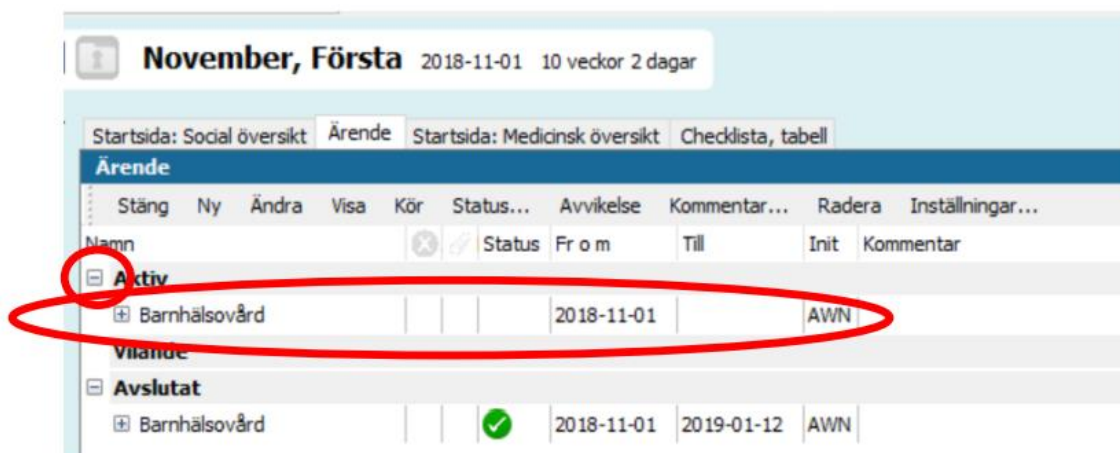 November, Första 2018-11-01 10 veckor 2 dagar
Startsida: Social översikt Ärende Startsida: Medicinsk översikt Checklista, tabell
Ärende
Stäng Ny Ändra Visa Kör Status... Avvikelse Kommentar... Radera Inställningar...
Namn Status Fr o m Till Init Kommentar
Aktiv
Barnhälsovård 2018-11-01 AWN
Vilande
Avslutat
Barnhälsovård 2018-11-01 2019-01-12 AWN